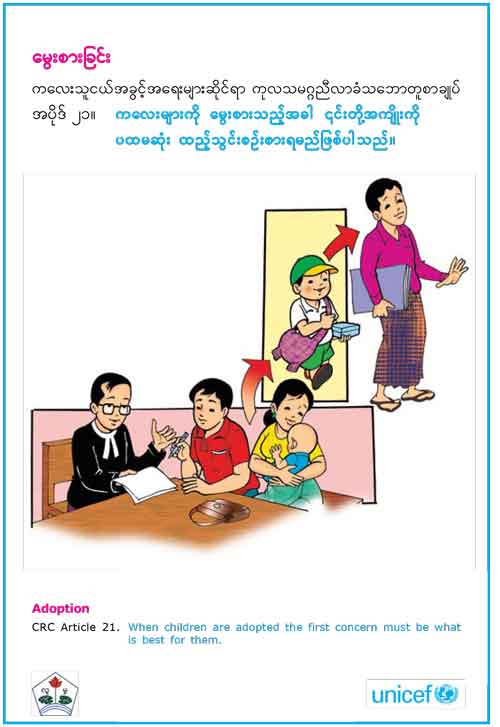 မွေးစားခြင်း
ကလေးသူငယ်အခွင့်အရေးများဆိုင်ရာ ကုလသမဂ္ဂညီလာခံသဘောတူစာချုပ်
အပိုဒ် ၂၁။ ကလေးများကို မွေးစားသည့်အခါ ၎င်းတို့အကျိုးကို
ပထမဆုံး ထည့်သွင်းစဉ်းစားရမည်ဖြစ်ပါသည်။
Adoption
CRC Article 21. When children are adopted the first concern must be what
is best for them.
unicef